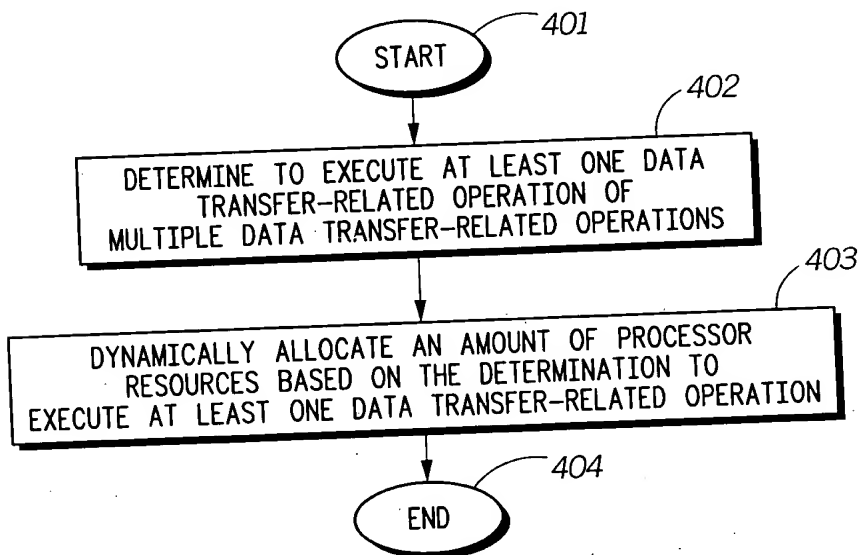 401
START
402
DETERMINE TO EXECUTE AT LEAST ONE DATA
TRANSFER-RELATED OPERATION OF
MULTIPLE DATA TRANSFER-RELATED OPERATIONS
403
DYNAMICALLY ALLOCATE AN AMOUNT OF PROCESSOR
RESOURCES BASED ON THE DETERMINATION TO
EXECUTE AT LEAST ONE DATA TRANSFER-RELATED OPERATION
404
END